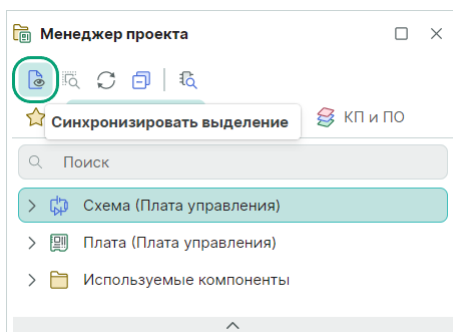 Менеджер проекта
Синхронизировать выделение
КП и ПО
Поиск
Схема (Плата управления)
Плата (Плата управления)
Используемые компоненты